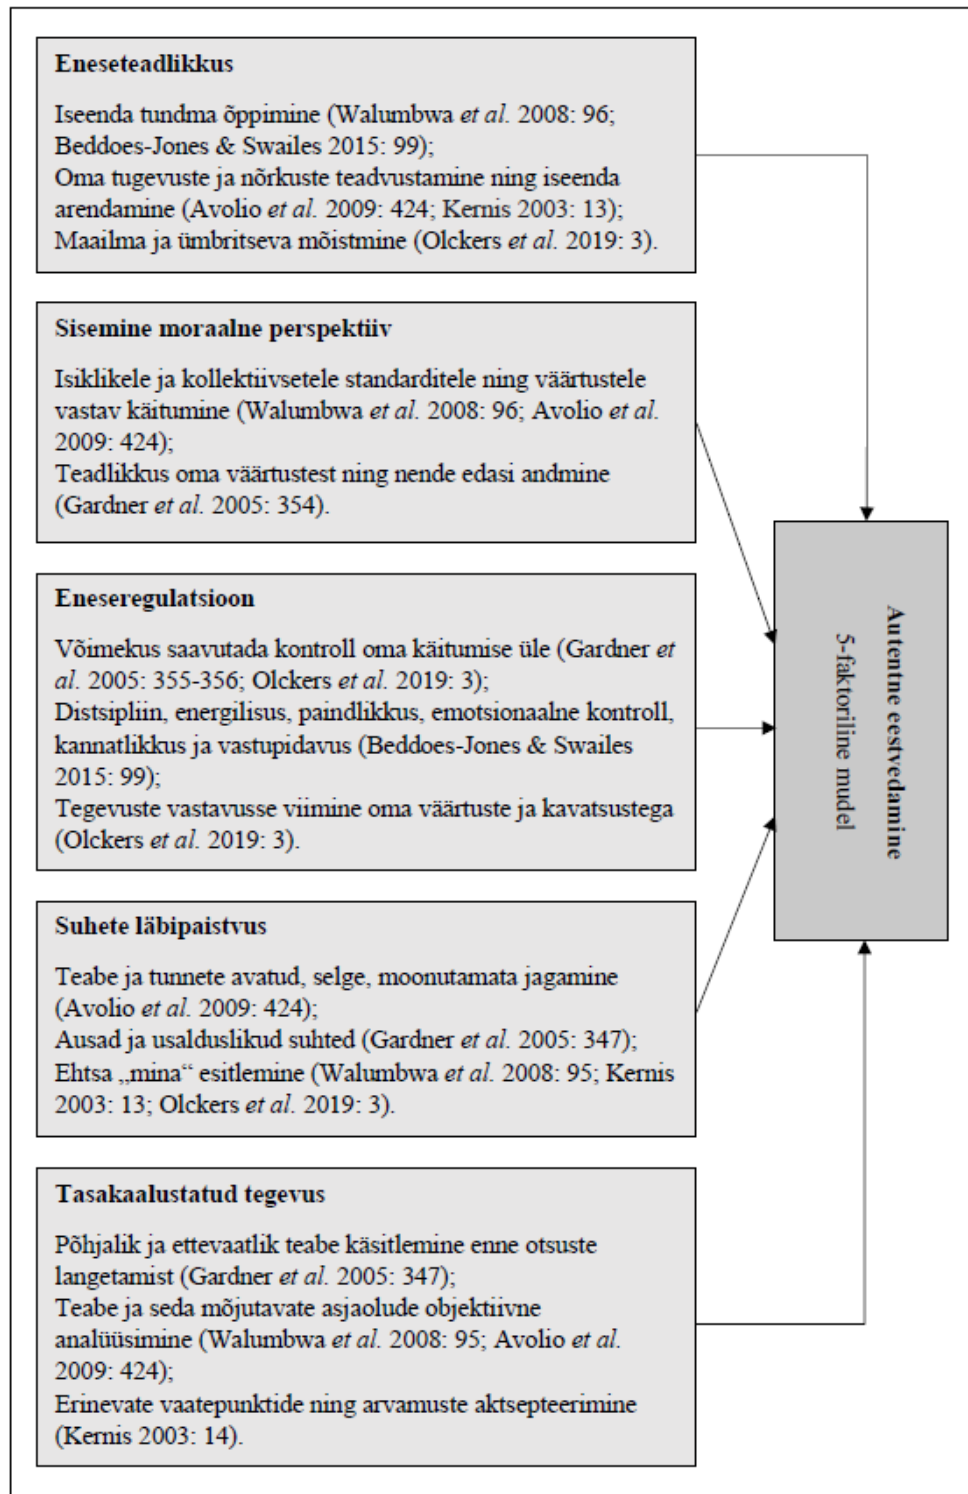 Eneseteadlikkus
Iseenda tundma õppimine (Walumbwa et al. 2008: 96;
Beddoes-Jones & Swailes 2015: 99);
Oma tugevuste ja nõrkuste teadvustamine ning iseenda
arendamine (Avolio et al. 2009: 424; Kernis 2003: 13);
Maailma ja ümbritseva mõistmine (Olckers et al. 2019: 3).
Sisemine moraalne perspektiiv
Isiklikele ja kollektiivsetele standarditele ning väärtustele
vastav käitumine (Walumbwa et al. 2008: 96; Avolio et al.
2009: 424);
Teadlikkus oma väärtustest ning nende edasi andmine
(Gardner et al. 2005: 354).
Eneseregulatsioon
Võimekus saavutada kontroll oma käitumise üle (Gardner et
al. 2005: 355-356; Olckers et al. 2019: 3);
Distsipliin, energilisus, paindlikkus, emotsionaalne kontroll,
kannatlikkus ja vastupidavus (Beddoes-Jones & Swailes
2015: 99);
Tegevuste vastavusse viimine oma väärtuste ja kavatsustega
(Olckers et al. 2019: 3).
Suhete läbipaistvus
Teabe ja tunnete avatud, selge, moonutamata jagamine
(Avolio et al. 2009: 424);
Ausad ja usalduslikud suhted (Gardner et al. 2005: 347);
Ehtsa „mina“ esitlemine (Walumbwa et al. 2008: 95; Kernis
2003: 13; Olckers et al. 2019: 3).
Tasakaalustatud tegevus
Põhjalik ja ettevaatlik teabe käsitlemine enne otsuste
langetamist (Gardner et al. 2005: 347);
Teabe ja seda mõjutavate asjaolude objektiivne
analüüsimine (Walumbwa et al. 2008: 95; Avolio et al.
2009: 424);
Erinevate vaatepunktide ning arvamuste aktsepteerimine
(Kernis 2003: 14).
Autentne eestvedamine
5-faktoriline mudel